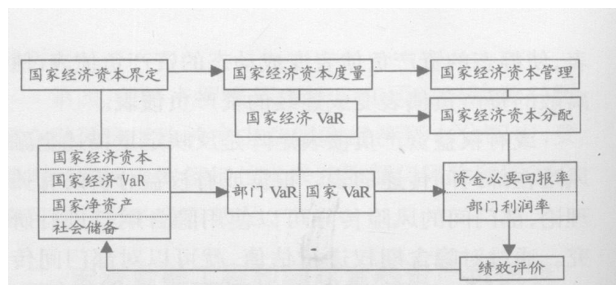 国家经济资本界定
国家经济资本度量
国家经济资本管理
国家经济 VaR
国家经济资本分配
国家经济资本
国家经济 VaR
国家净资产
社会储备
部门 VaR
国家 VaR
资金必要回报率
部门利润率
绩效评价